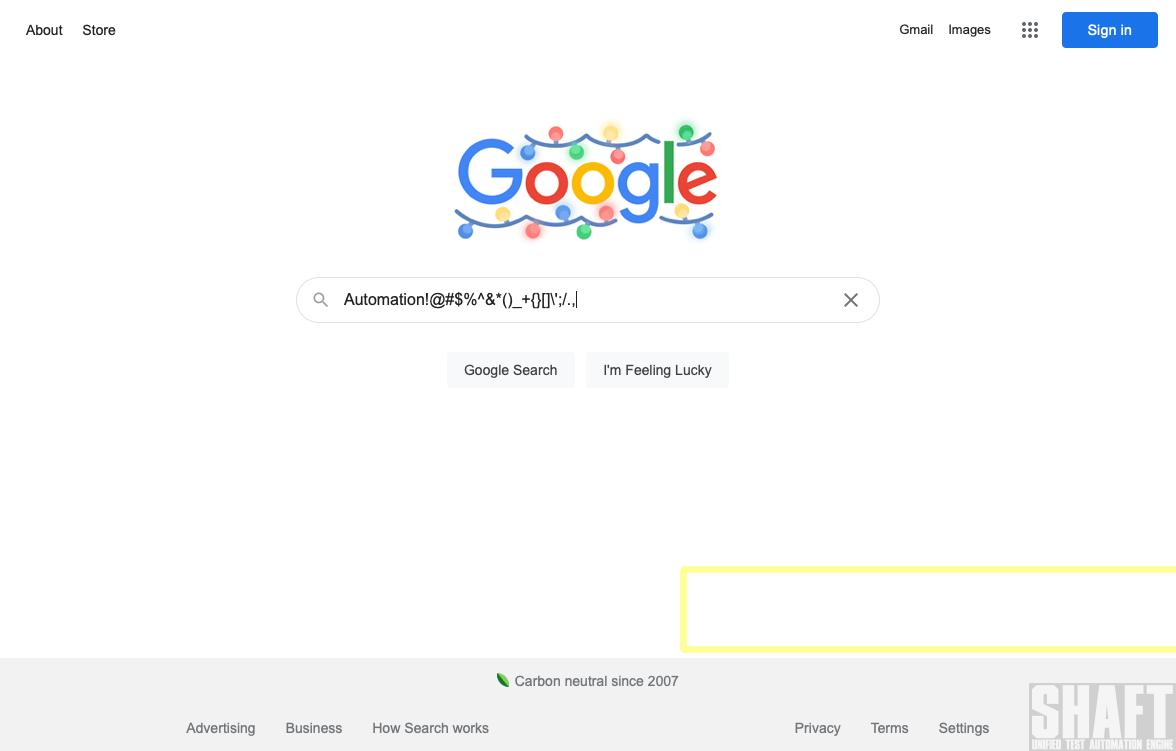 About Store Gmail Images Sign in
Google
Automation!@#$%^&*()_+{}[]\';/.,
Google Search I'm Feeling Lucky
Carbon neutral since 2007
Advertising Business How Search works Privacy Terms Settings
SHAFT
UNIFIED TEST AUTOMATION ENGINE